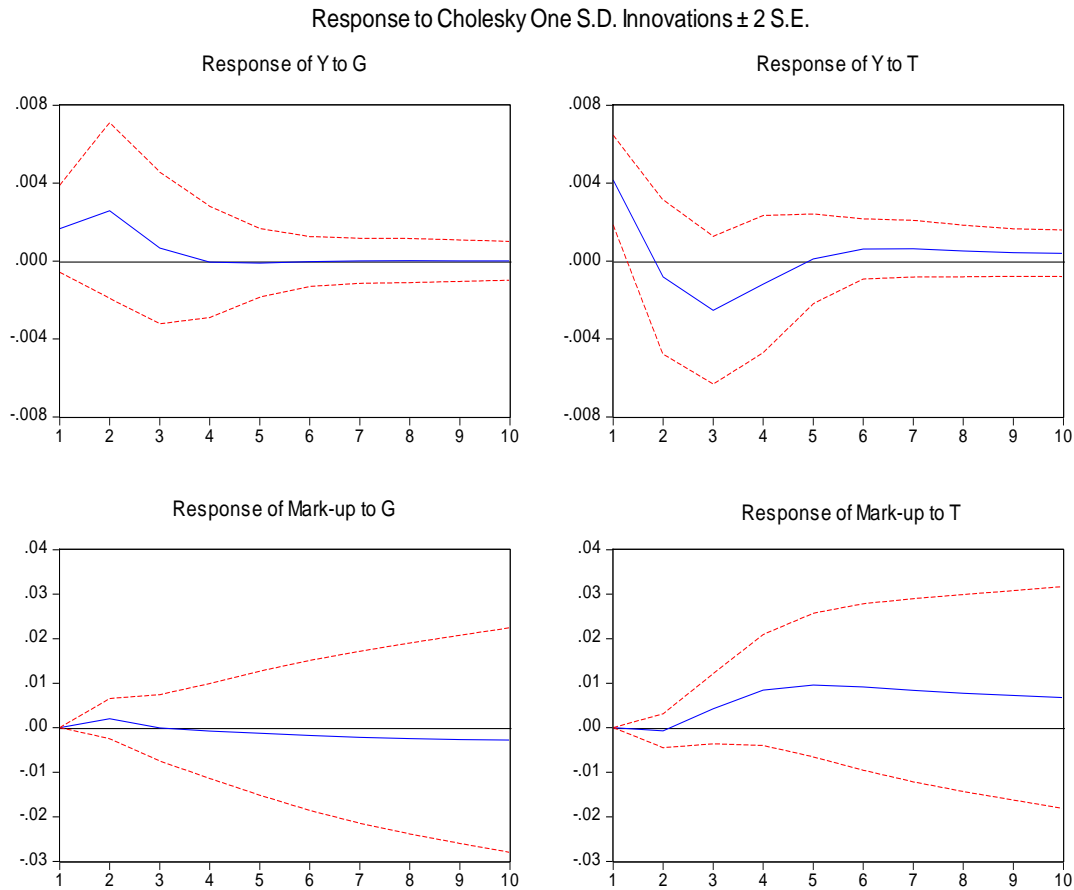 Response to Cholesky One S.D. Innovations ± 2 S.E.
Response of Y to G
.008
.004
.000
-.004
-.008
1 2 3 4 5 6 7 8 9 10
Response of Y to T
.008
.004
.000
-.004
-.008
1 2 3 4 5 6 7 8 9 10
Response of Mark-up to G
.04
.03
.02
.01
.00
-.01
-.02
-.03
1 2 3 4 5 6 7 8 9 10
Response of Mark-up to T
.04
.03
.02
.01
.00
-.01
-.02
-.03
1 2 3 4 5 6 7 8 9 10